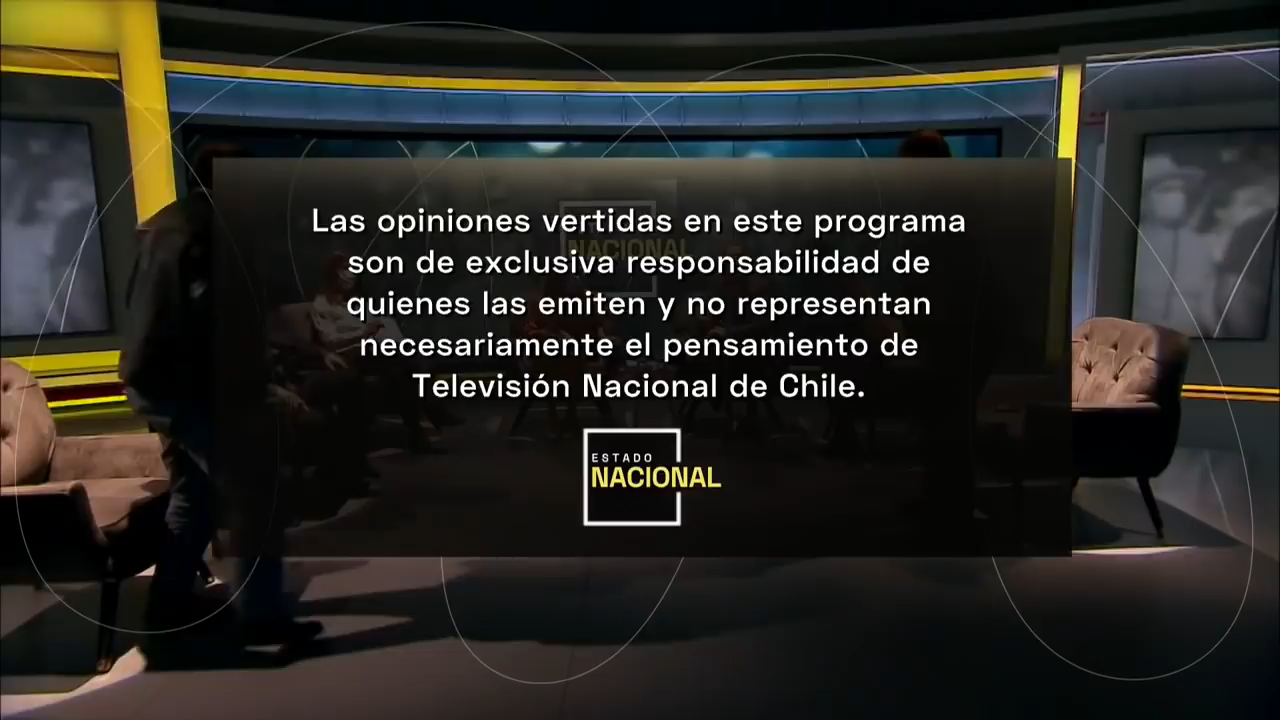 Las opiniones vertidas en este programa
son de exclusiva responsabilidad de
quienes las emiten y no representan
necesariamente el pensamiento de
Televisión Nacional de Chile.
ESTADO
NACIONAL